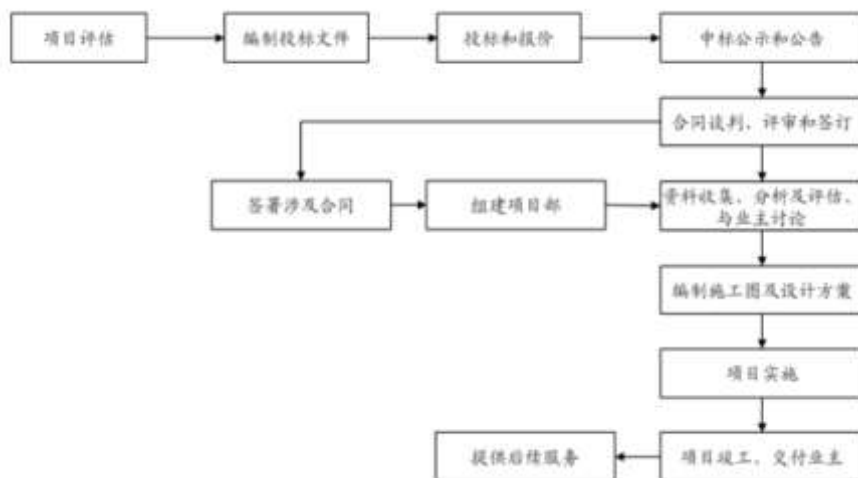 项目评估
编制投标文件
投标和报价
中标公示和公告
合同谈判、评审和签订
签署涉及合同
组建项目部
资料收集、分析及评估、
与业主讨论
编制施工图及设计方案
项目实施
提供后续服务
项目竣工、交付业主